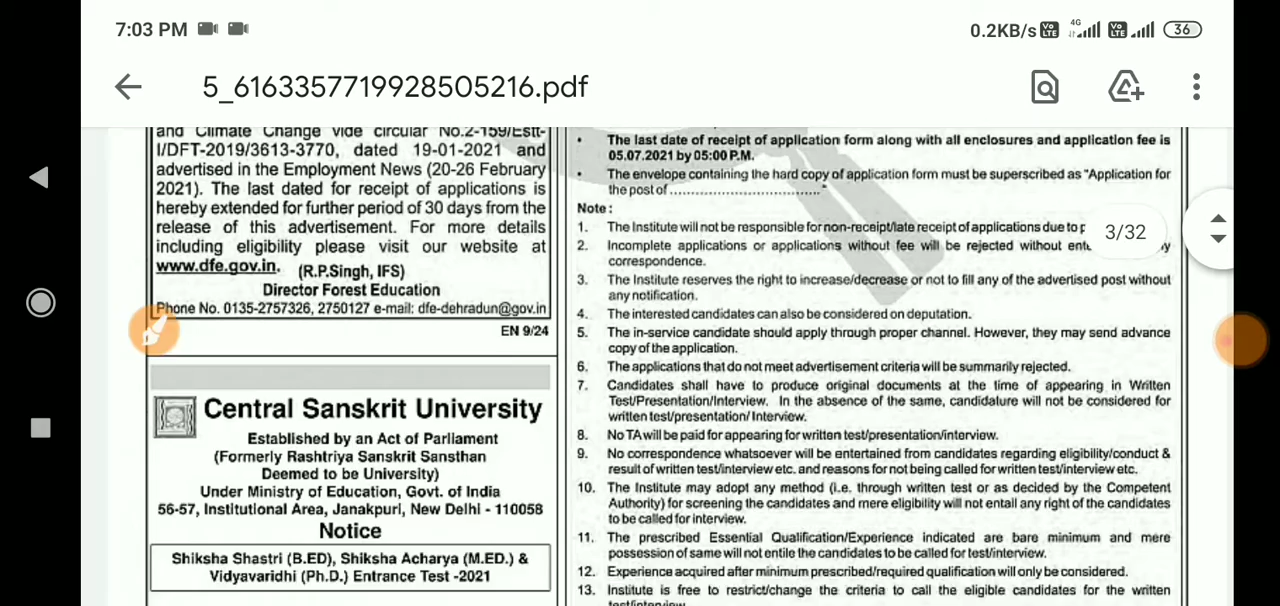 7:03 PM
0.2KB/s Vo LTE 4G Vo LTE 36
5_6163357719928505216.pdf
and Climate Change vide circular No.2-159/Estt-
I/DFT-2019/3613-3770, dated 19-01-2021 and
advertised in the Employment News (20-26 February
2021). The last dated for receipt of applications is
hereby extended for further period of 30 days from the
release of this advertisement. For more details
including eligibility please visit our website at
www.dfe.gov.in.
(R.P.Singh, IFS)
Director Forest Education
Phone No. 0135-2757326, 2750127 e-mail: dfe-dehradun@gov.in
EN 9/24
Central Sanskrit University
Established by an Act of Parliament
(Formerly Rashtriya Sanskrit Sansthan
Deemed to be University)
Under Ministry of Education, Govt. of India
56-57, Institutional Area, Janakpuri, New Delhi - 110058
Notice
Shiksha Shastri (B.ED), Shiksha Acharya (M.ED.) &
Vidyavaridhi (Ph.D.) Entrance Test -2021
• The last date of receipt of application form along with all enclosures and application fee is
05.07.2021 by 05:00 P.M.
• The envelope containing the hard copy of application form must be superscribed as "Application for
the post of ................................"
Note :
1. The Institute will not be responsible for non-receipt/late receipt of applications due to
2. Incomplete applications or applications without fee will be rejected without
correspondence.
3. The Institute reserves the right to increase/decrease or not to fill any of the advertised post without
any notification.
4. The interested candidates can also be considered on deputation.
5. The in-service candidate should apply through proper channel. However, they may send advance
copy of the application.
6. The applications that do not meet advertisement criteria will be summarily rejected.
7. Candidates shall have to produce original documents at the time of appearing in Written
Test/Presentation/Interview. In the absence of the same, candidature will not be considered for
written test/presentation/ Interview.
8. No TA will be paid for appearing for written test/presentation/interview.
9. No correspondence whatsoever will be entertained from candidates regarding eligibility/conduct &
result of written test/interview etc. and reasons for not being called for written test/interview etc.
10. The Institute may adopt any method (i.e. through written test or as decided by the Competent
Authority) for screening the candidates and mere eligibility will not entail any right of the candidates
to be called for interview.
11. The prescribed Essential Qualification/Experience indicated are bare minimum and mere
possession of same will not entile the candidates to be called for test/interview.
12. Experience acquired after minimum prescribed/required qualification will only be considered.
13. Institute is free to restrict/change the criteria to call the eligible candidates for the written
test/interview
3/32